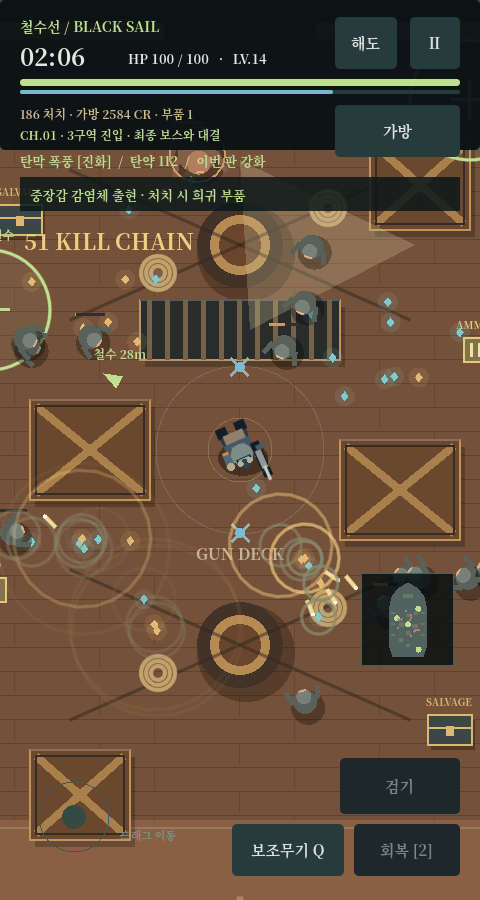 철수선 / BLACK SAIL
해도
II
02:06
HP 100 / 100 · LV.14
186 처치 · 가방 2584 CR · 부품 1
가방
CH.01 · 3구역 진입 · 최종 보스와 대결
탄막 폭풍 [진화] / 탄약 112 / 이번 판 강화
중장갑 감염체 출현 · 처치 시 희귀 부품
51 KILL CHAIN
철수 28m
GUN DECK
SALVAGE
검기
보조무기 Q
회복 [2]